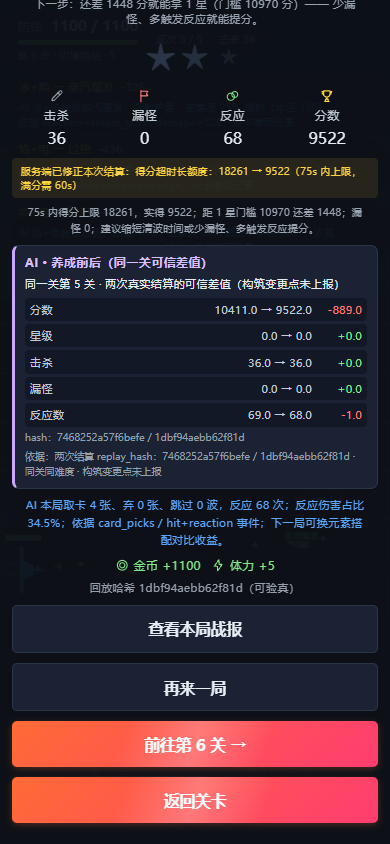 下一步：还差 1448 分就能拿 1 星（门槛 10970 分）—— 少漏
怪、多触发反应就能提分。
击杀 漏怪 反应 分数
36 0 68 9522
服务端已修正本次结算：得分超时长额度：18261 → 9522（75s 内上限，
满分需 60s）
75s 内得分上限 18261，实得 9522；距 1 星门槛 10970 还差 1448；漏
怪 0；建议缩短清波时间或少漏怪、多触发反应提分。
AI · 养成前后（同一关可信差值）
同一关第 5 关 · 两次真实结算的可信差值（构筑变更点未上报）
分数 10411.0 → 9522.0 -889.0
星级 0.0 → 0.0 +0.0
击杀 36.0 → 36.0 +0.0
漏怪 0.0 → 0.0 +0.0
反应数 69.0 → 68.0 -1.0
hash：7468252a57f6befe / 1dbf94aebb62f81d
依据：两次结算 replay_hash：7468252a57f6befe / 1dbf94aebb62f81d ·
同关同难度 · 构筑变更点未上报
AI 本局取卡 4 张、弃 0 张、跳过 0 波，反应 68 次；反应伤害占比
34.5%；依据 card_picks / hit+reaction 事件；下一局可换元素搭
配对比收益。
金币 +1100 体力 +5
回放哈希 1dbf94aebb62f81d（可验真）
查看本局战报
再来一局
前往第 6 关 →
返回关卡